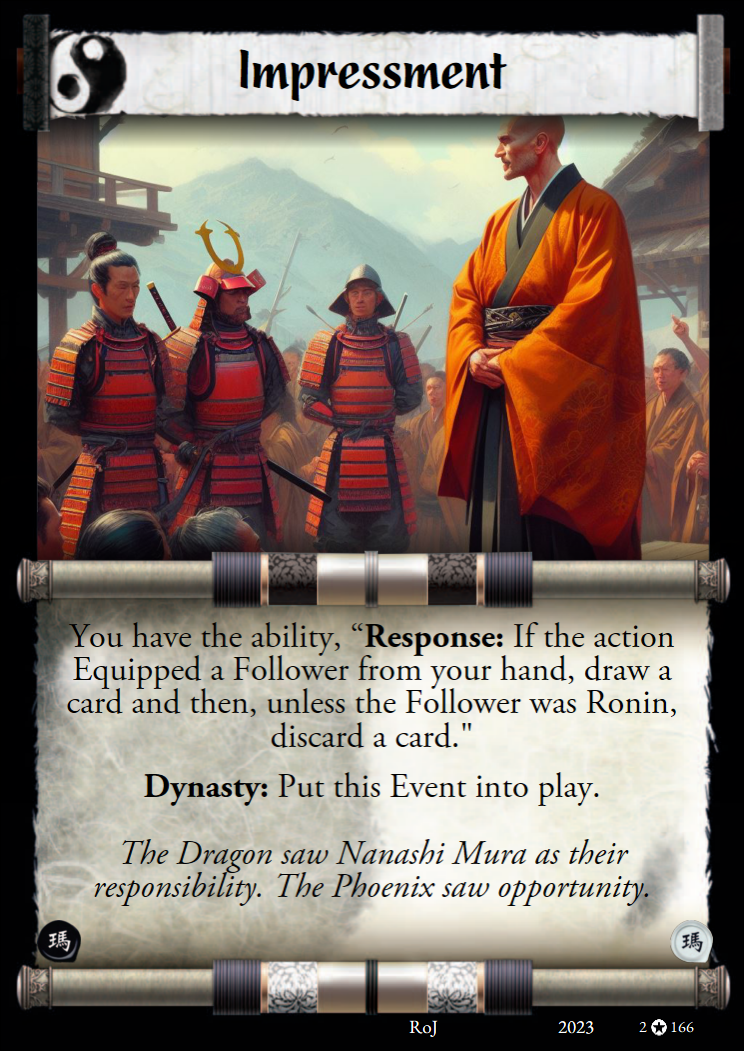 Impressment
You have the ability, “Response: If the action
Equipped a Follower from your hand, draw a
card and then, unless the Follower was Ronin,
discard a card."
Dynasty: Put this Event into play.
The Dragon saw Nanashi Mura as their
responsibility. The Phoenix saw opportunity.
瑪 瑪
RoJ 2023 2 ✪ 166